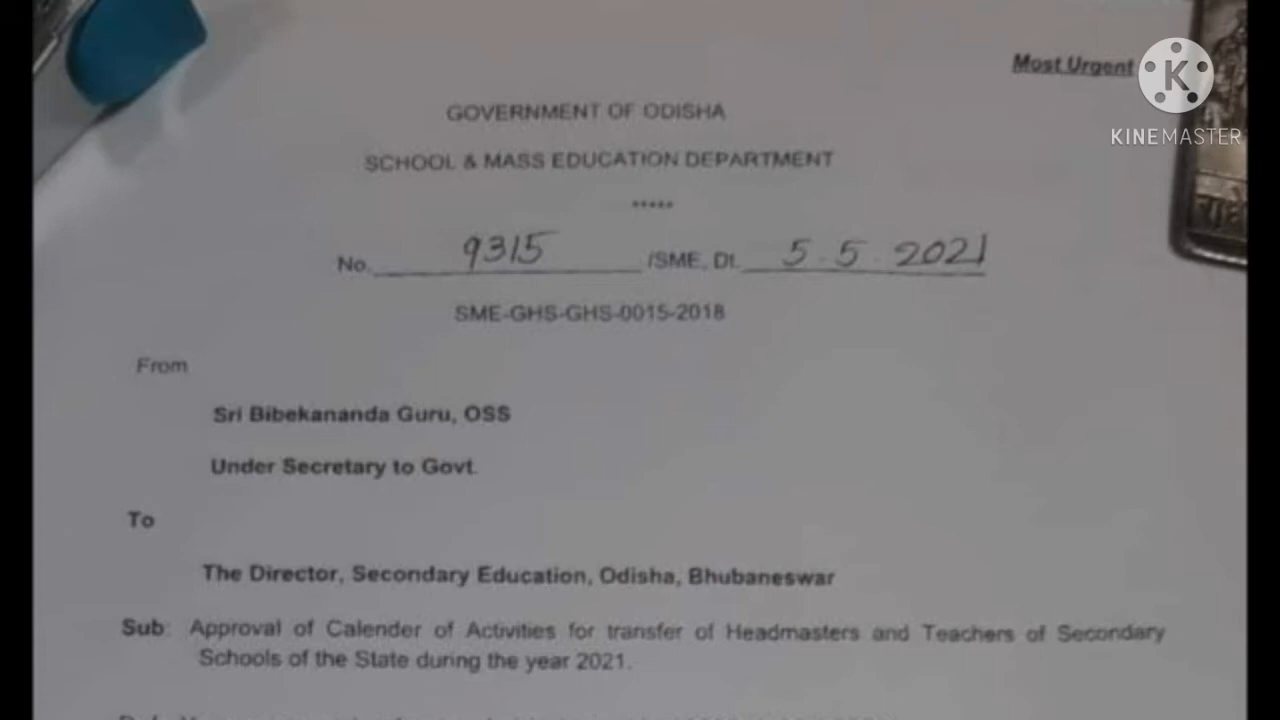 Most Urgent
K
KINEMASTER
GOVERNMENT OF ODISHA
SCHOOL & MASS EDUCATION DEPARTMENT
*****
No. 9315 /SME, Dt. 5.5.2021
SME-GHS-GHS-0015-2018
From
Sri Bibekananda Guru, OSS
Under Secretary to Govt.
To
The Director, Secondary Education, Odisha, Bhubaneswar
Sub: Approval of Calender of Activities for transfer of Headmasters and Teachers of Secondary
Schools of the State during the year 2021.